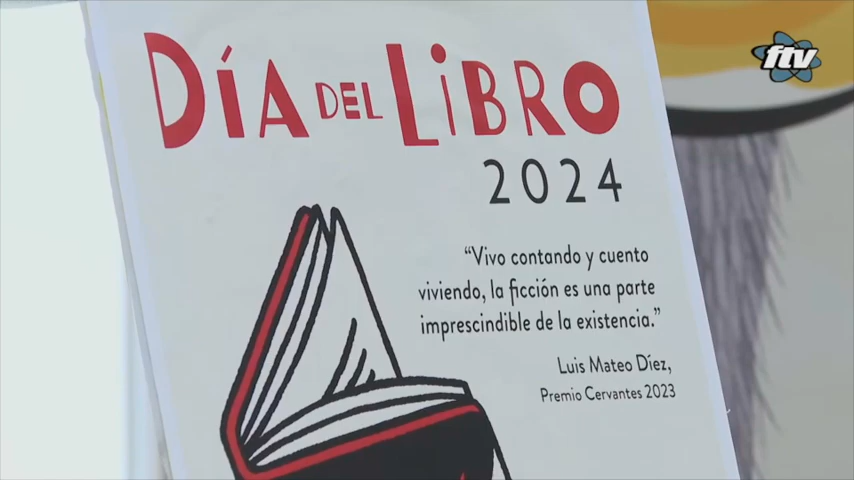 ftv
DÍA DEL LiBRO
2024
“Vivo contando y cuento
viviendo, la ficción es una parte
imprescindible de la existencia.”
Luis Mateo Díez,
Premio Cervantes 2023